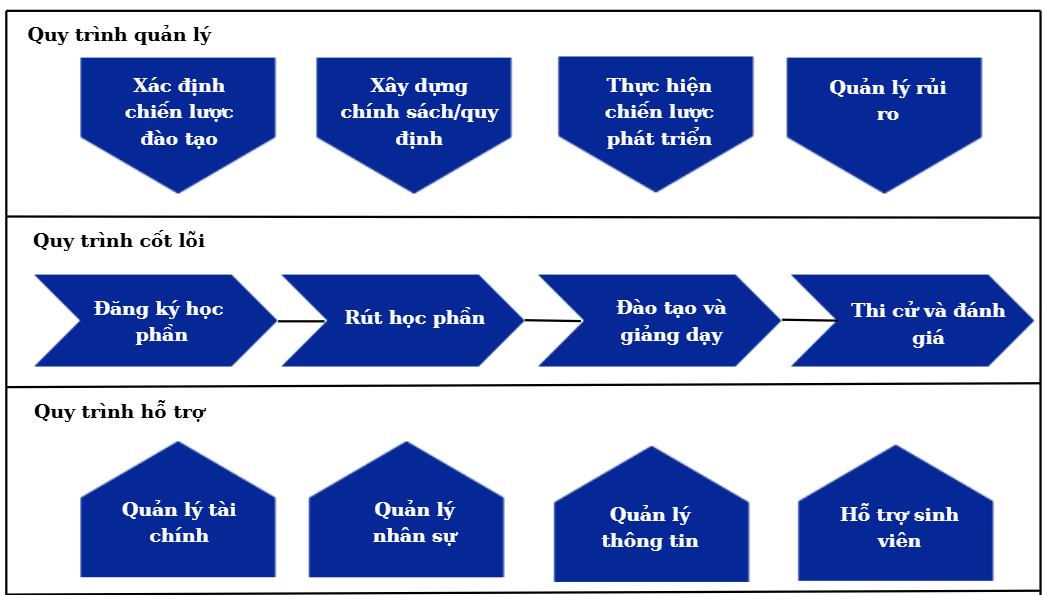 Quy trình quản lý
Xác định
chiến lược
đào tạo
Xây dựng
chính sách/quy
định
Thực hiện
chiến lược
phát triển
Quản lý rủi
ro
Quy trình cốt lõi
Đăng ký học
phần
Rút học phần
Đào tạo và
giảng dạy
Thi cử và đánh
giá
Quy trình hỗ trợ
Quản lý tài
chính
Quản lý
nhân sự
Quản lý
thông tin
Hỗ trợ sinh
viên